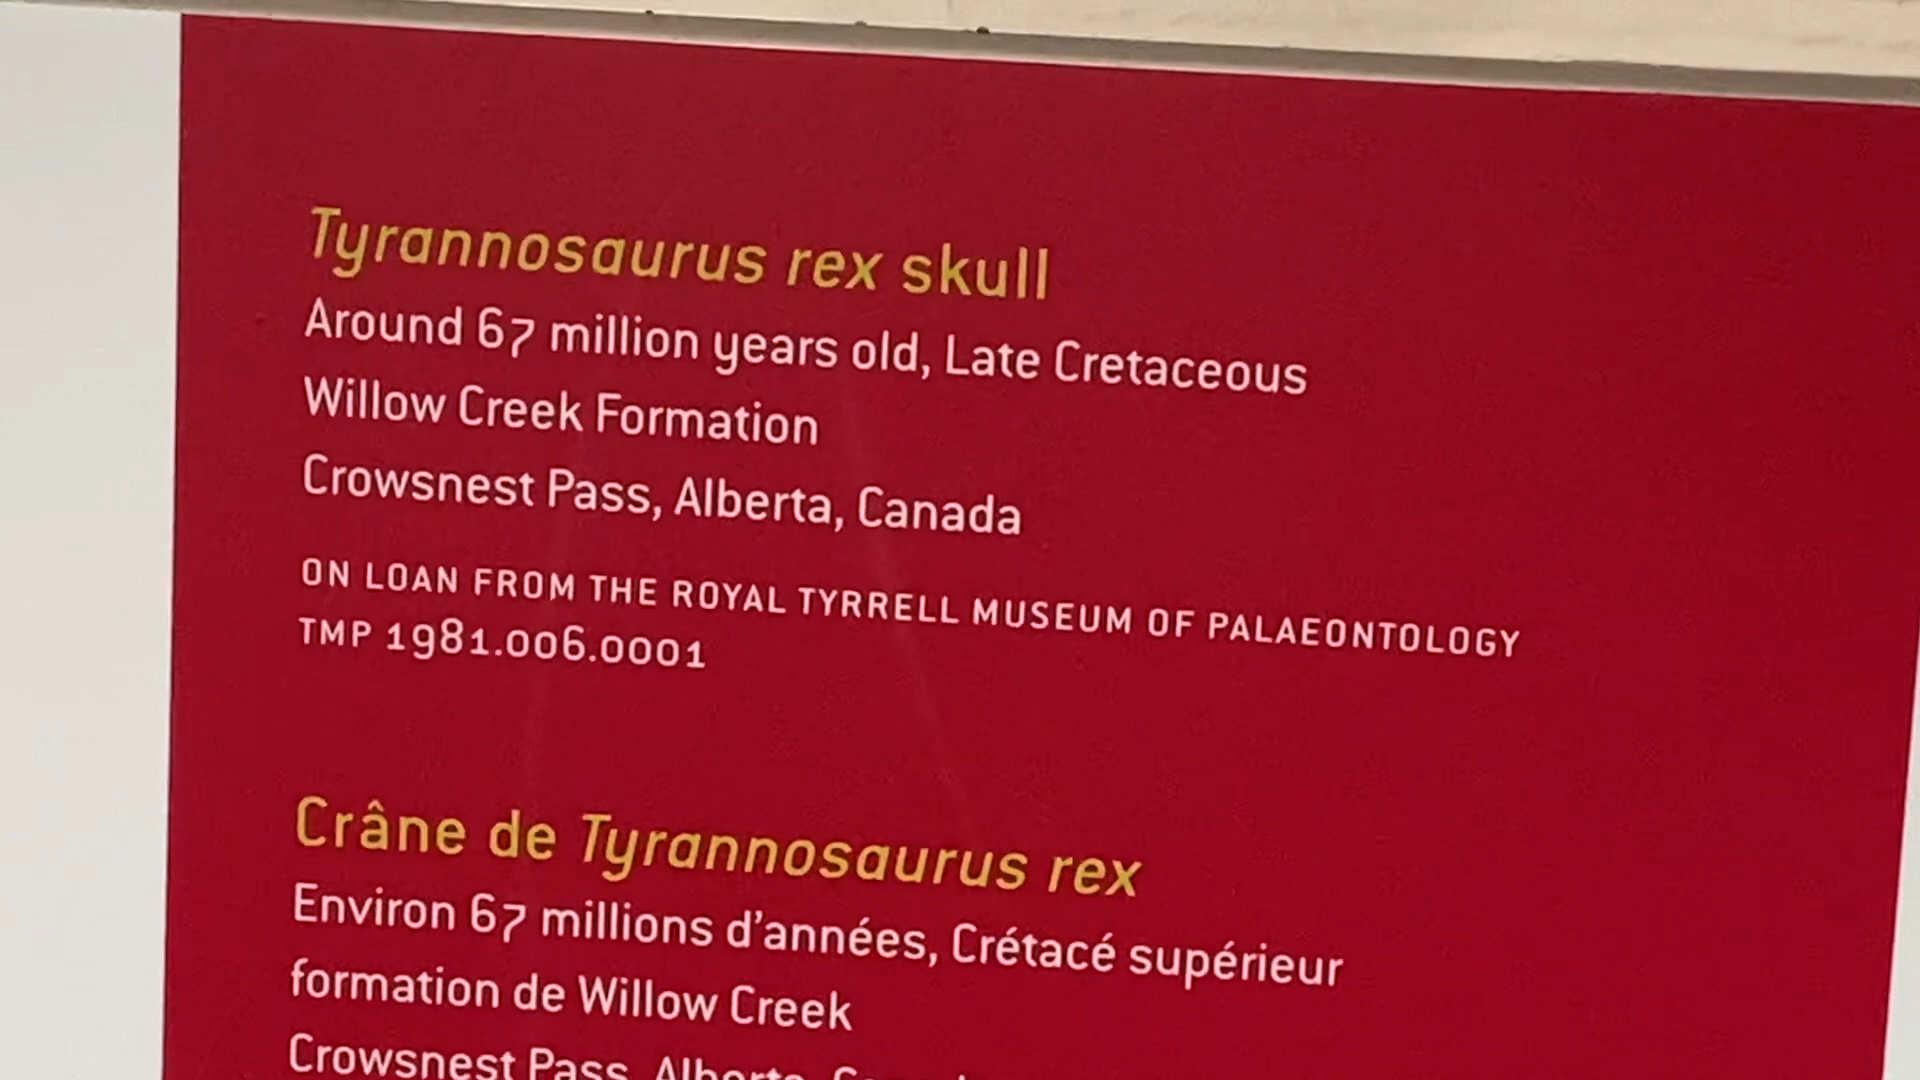 Tyrannosaurus rex skull
Around 67 million years old, Late Cretaceous
Willow Creek Formation
Crowsnest Pass, Alberta, Canada
ON LOAN FROM THE ROYAL TYRRELL MUSEUM OF PALAEONTOLOGY
TMP 1981.006.0001
Crâne de Tyrannosaurus rex
Environ 67 millions d'années, Crétacé supérieur
formation de Willow Creek
Crowsnest Pass, Alberta,